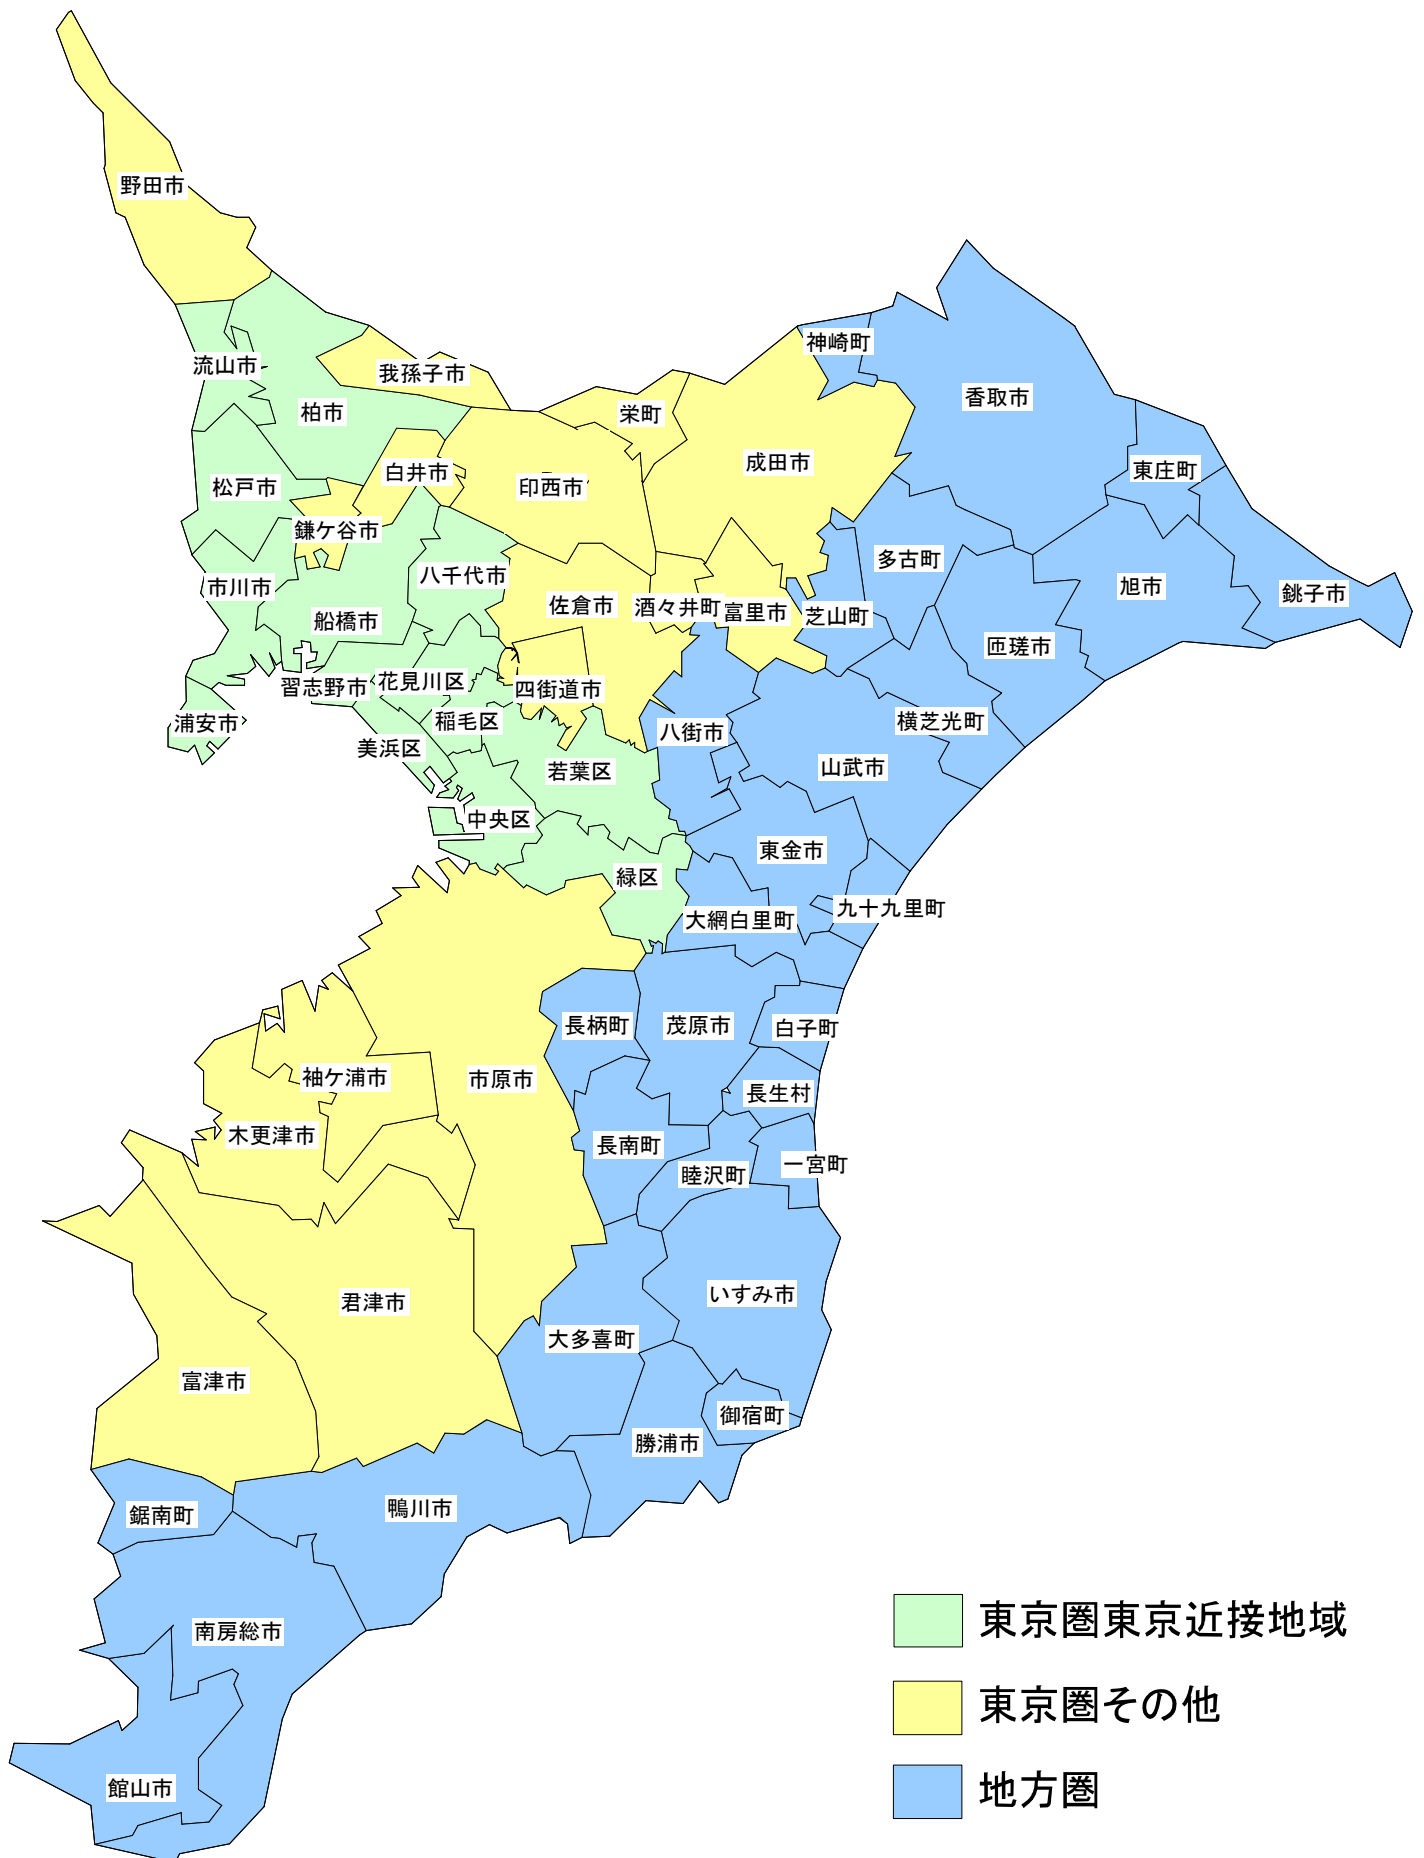 野田市
流山市
我孫子市
柏市
栄町
神崎町
香取市
松戸市
白井市
印西市
成田市
東庄町
鎌ケ谷市
市川市
八千代市
船橋市
佐倉市
酒々井町
富里市
芝山町
多古町
旭市
銚子市
匝瑳市
浦安市
習志野市
花見川区
四街道市
稲毛区
美浜区
八街市
横芝光町
若葉区
山武市
中央区
緑区
東金市
大網白里町
九十九里町
長柄町
茂原市
白子町
袖ケ浦市
市原市
長生村
木更津市
長南町
睦沢町
一宮町
君津市
いすみ市
大多喜町
富津市
御宿町
勝浦市
鋸南町
鴨川市
南房総市
館山市
東京圏東京近接地域
東京圏その他
地方圏